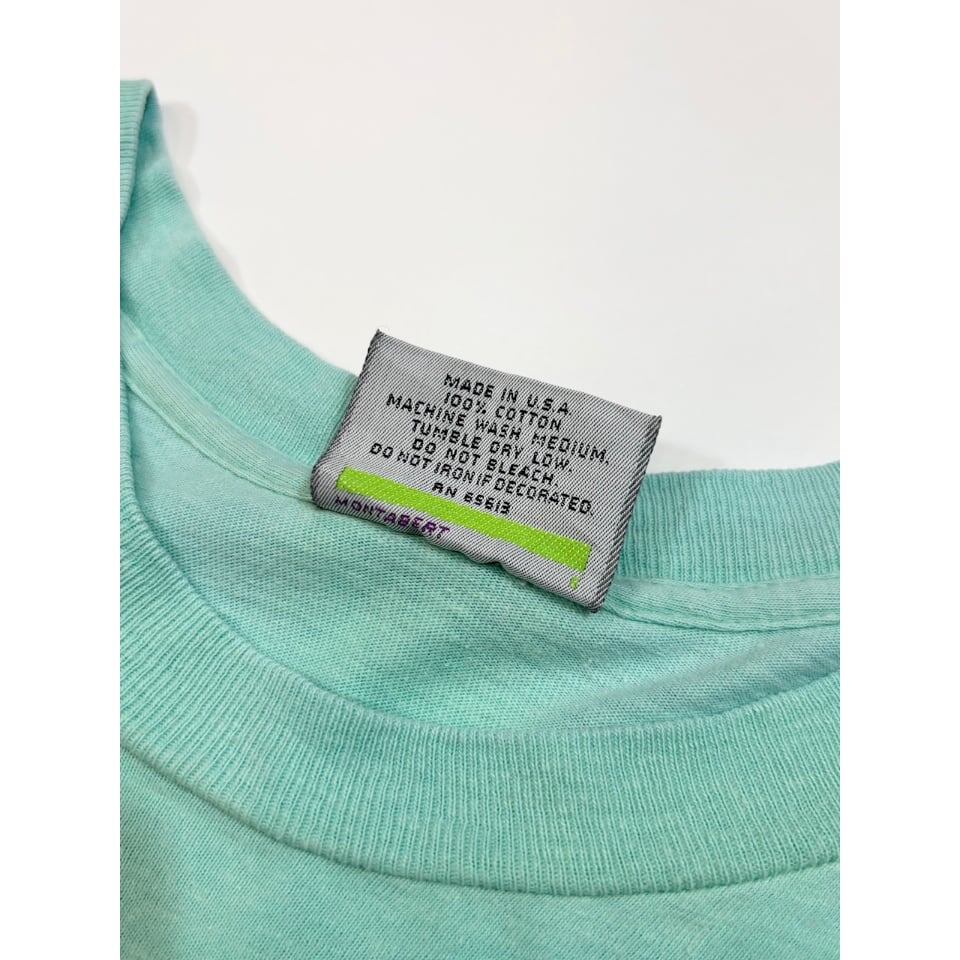 MADE IN U.S.A.
100% COTTON
MACHINE WASH MEDIUM.
TUMBLE DRY LOW.
DO NOT BLEACH.
DO NOT IRON IF DECORATED.
RN 65613
MONTABERT